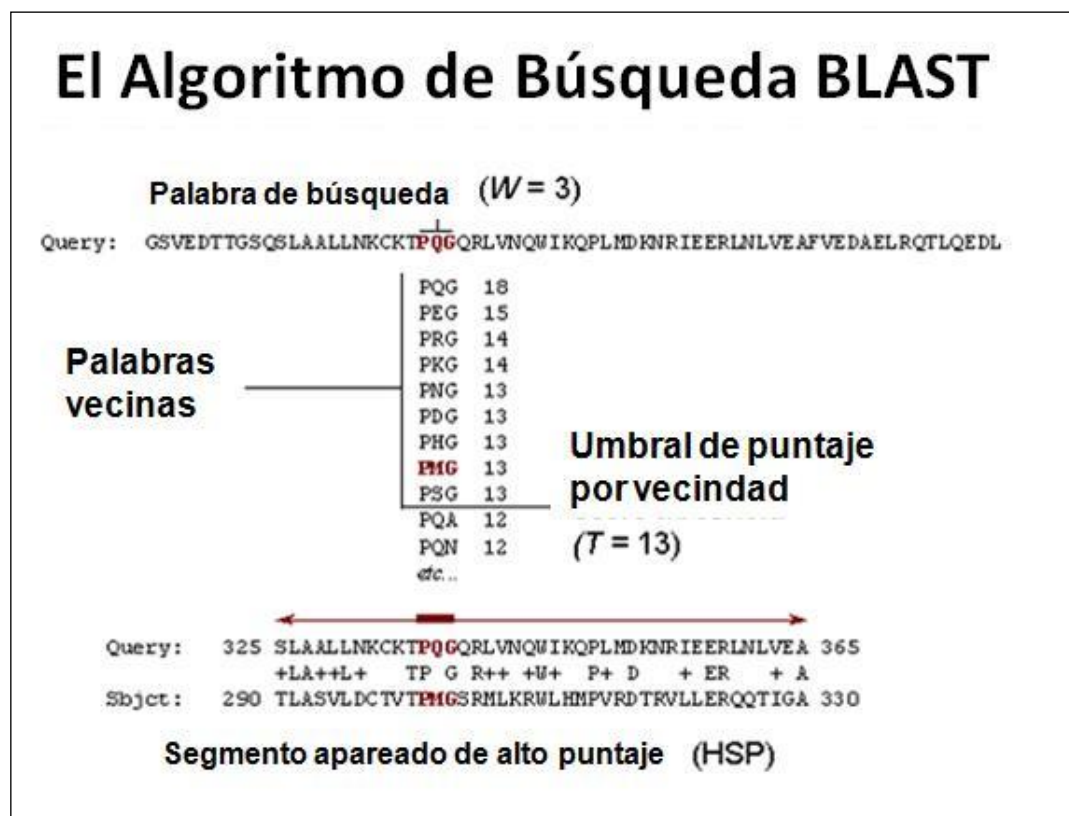 El Algoritmo de Búsqueda BLAST
Palabra de búsqueda (W = 3)
Query: GSVEDTTGSQSLAALLNKCKTPQGQRLVNQWIKQPLMDKNRIEERLNLVEAFVEDAELRQTLQEDL
PQG 18
PEG 15
PRG 14
PKG 14
PNG 13
PDG 13
PHG 13
PMG 13
PSG 13
PQA 12
PQN 12
etc...
Palabras
vecinas
Umbral de puntaje
por vecindad
(T = 13)
Query: 325 SLAALLNKCKTPQGQRLVNQWIKQPLMDKNRIEERLNLVEA 365
+LA++L+ TP G R++ +W+ P+ D + ER + A
Sbjct: 290 TLASVLDCTVTPMGSRMLKRWLHMPVRDTRVLLERQQTIGA 330
Segmento apareado de alto puntaje (HSP)